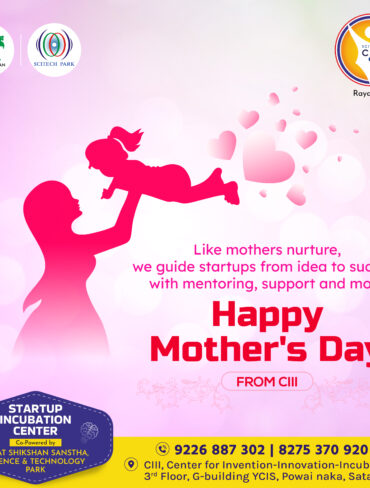 SCITECH PARK
Raya
Like mothers nurture,
we guide startups from idea to suc
with mentoring, support and mo
Happy
Mother's Day
FROM CIII
STARTUP
INCUBATION
CENTER
Co-Powered by
AT SHIKSHAN SANSTHA,
ENCE & TECHNOLOGY
PARK
9226 887 302 | 8275 370 920
CIII, Center for Invention-Innovation-Incub
3rd Floor, G-building YCIS, Powai naka, Sata